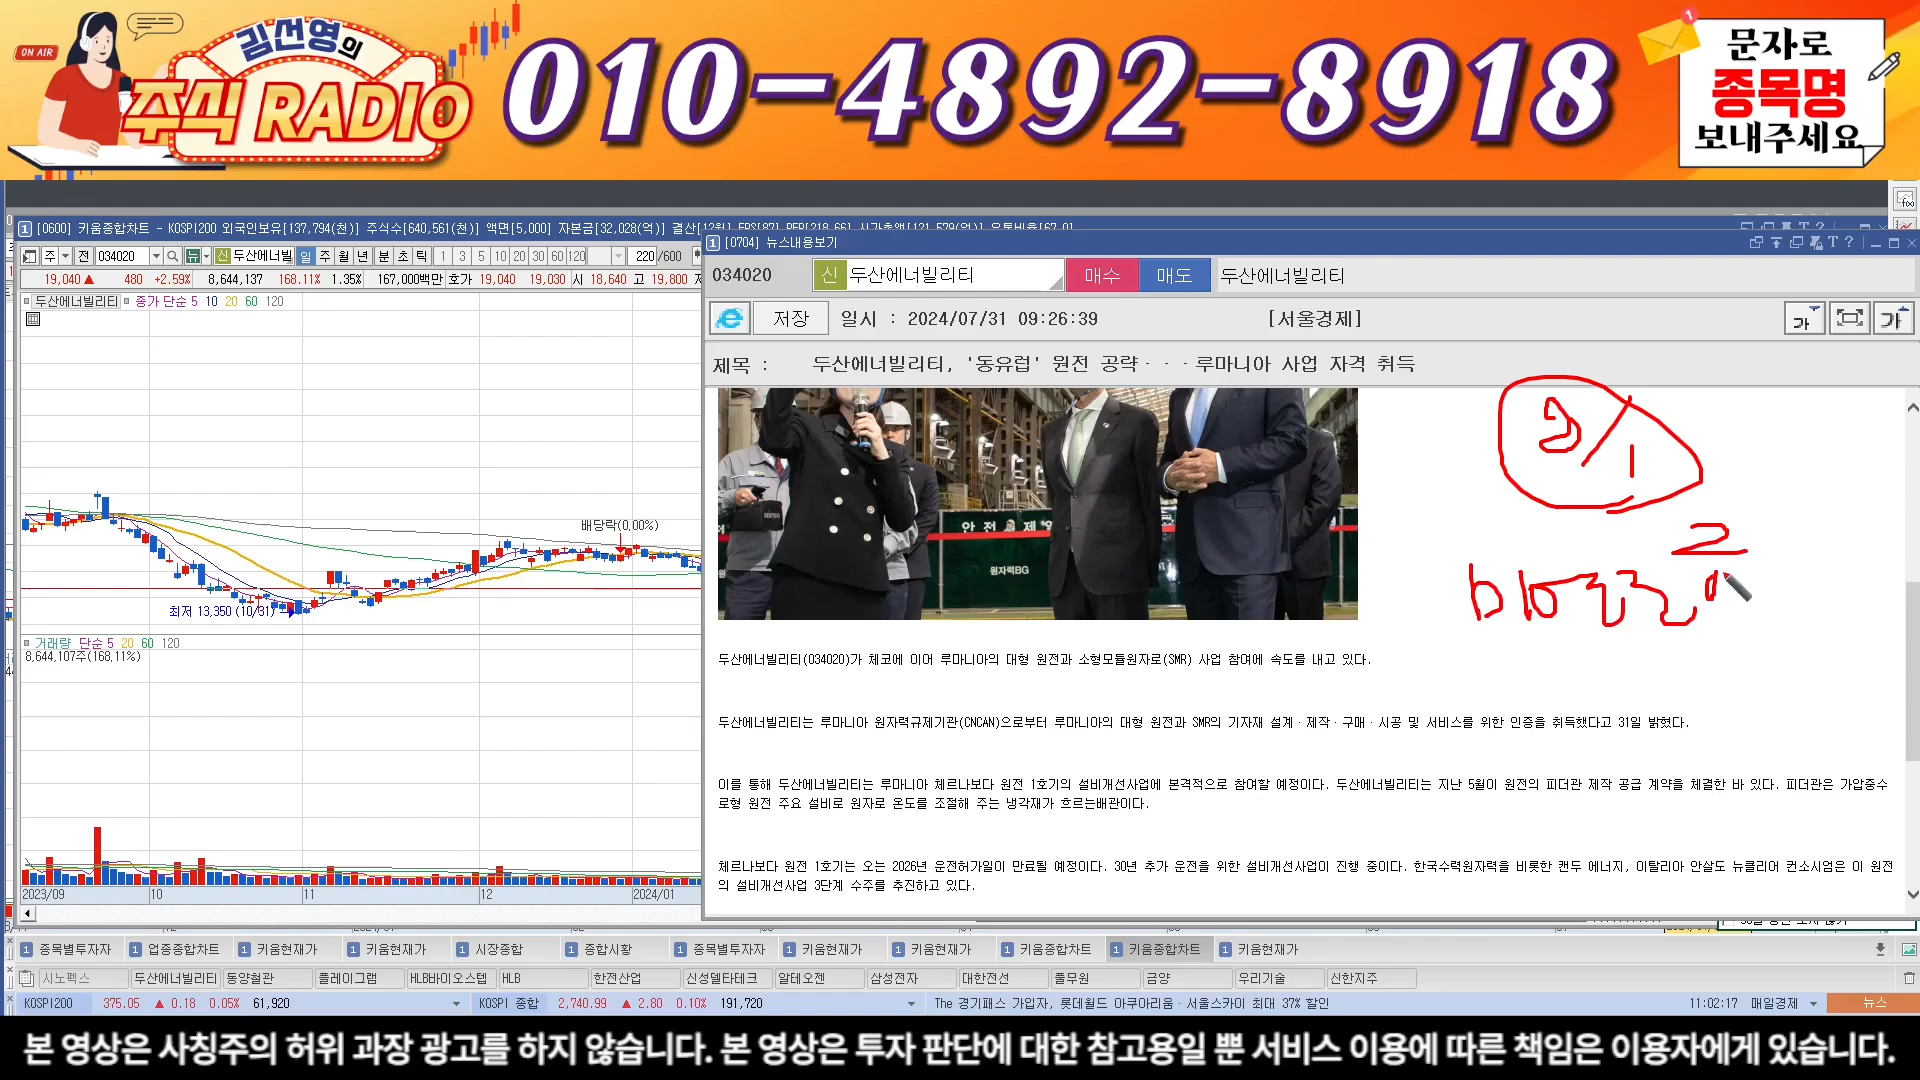 ON AIR
김선영의
주식 RADIO
010-4892-8918
1
문자로
종목명
보내주세요
[0600] 키움종합차트 - KOSPI200 외국인보유[137,794(천)] 주식수[640,561(천)] 액면[5,000] 자본금[32,028(억)]
[0704] 뉴스내용보기
주 전 034020 신 두산에너빌 일 주 월 년 분 초 틱 1 3 5 10 20 30 60 120 220 /600
034020 신 두산에너빌리티 매수 매도 두산에너빌리티
19,040 ▲ 480 +2.59% 8,644,137 168.11% 1.35% 167,000백만 호가 19,040 19,030 시 18,640 고 19,800 저
두산에너빌리티 종가 단순 5 10 20 60 120
저장 일시 : 2024/07/31 09:26:39 [서울경제] 가 가
제목 : 두산에너빌리티, '동유럽' 원전 공략···루마니아 사업 자격 취득
안전
원자력BG
배당락(0.00%)
최저 13,350 (10/31)
거래량 단순 5 20 60 120
8,644,107주(168,11%)
2023/09 10 11 12 2024/01
두산에너빌리티(034020)가 체코에 이어 루마니아의 대형 원전과 소형모듈원자로(SMR) 사업 참여에 속도를 내고 있다.
두산에너빌리티는 루마니아 원자력규제기관(CNCAN)으로부터 루마니아의 대형 원전과 SMR의 기자재 설계·제작·구매·시공 및 서비스를 위한 인증을 취득했다고 31일 밝혔다.
이를 통해 두산에너빌리티는 루마니아 체르나보다 원전 1호기의 설비개선사업에 본격적으로 참여할 예정이다. 두산에너빌리티는 지난 5월이 원전의 피더관 제작 공급 계약을 체결한 바 있다. 피더관은 가압중수
로형 원전 주요 설비로 원자로 온도를 조절해 주는 냉각재가 흐르는배관이다.
체르나보다 원전 1호기는 오는 2026년 운전허가일이 만료될 예정이다. 30년 추가 운전을 위한 설비개선사업이 진행 중이다. 한국수력원자력을 비롯한 캔두 에너지, 이탈리아 안살도 뉴클리어 컨소시엄은 이 원전
의 설비개선사업 3단계 수주를 추진하고 있다.
1 종목별투자자 1 업종종합차트 1 키움현재가 1 키움현재가 1 시장종합 1 종합시황 1 종목별투자자 1 키움현재가 1 키움현재가 1 키움종합차트 1 키움종합차트 1 키움현재가
시노펙스 두산에너빌리티 동양철관 플레이그램 HLB바이오스텝 HLB 한전산업 신성델타테크 알테오젠 삼성전자 대한전선 풀무원 금양 우리기술 신한지주
KOSPI200 375.05 ▲ 0.18 0.05% 61,920 KOSPI 종합 2,740.99 ▲ 2.80 0.10% 191,720 The 경기패스 가입자, 롯데월드 아쿠아리움·서울스카이 최대 37% 할인 11:02:17 매일경제 뉴스
본 영상은 사칭주의 허위 과장 광고를 하지 않습니다. 본 영상은 투자 판단에 대한 참고용일 뿐 서비스 이용에 따른 책임은 이용자에게 있습니다.